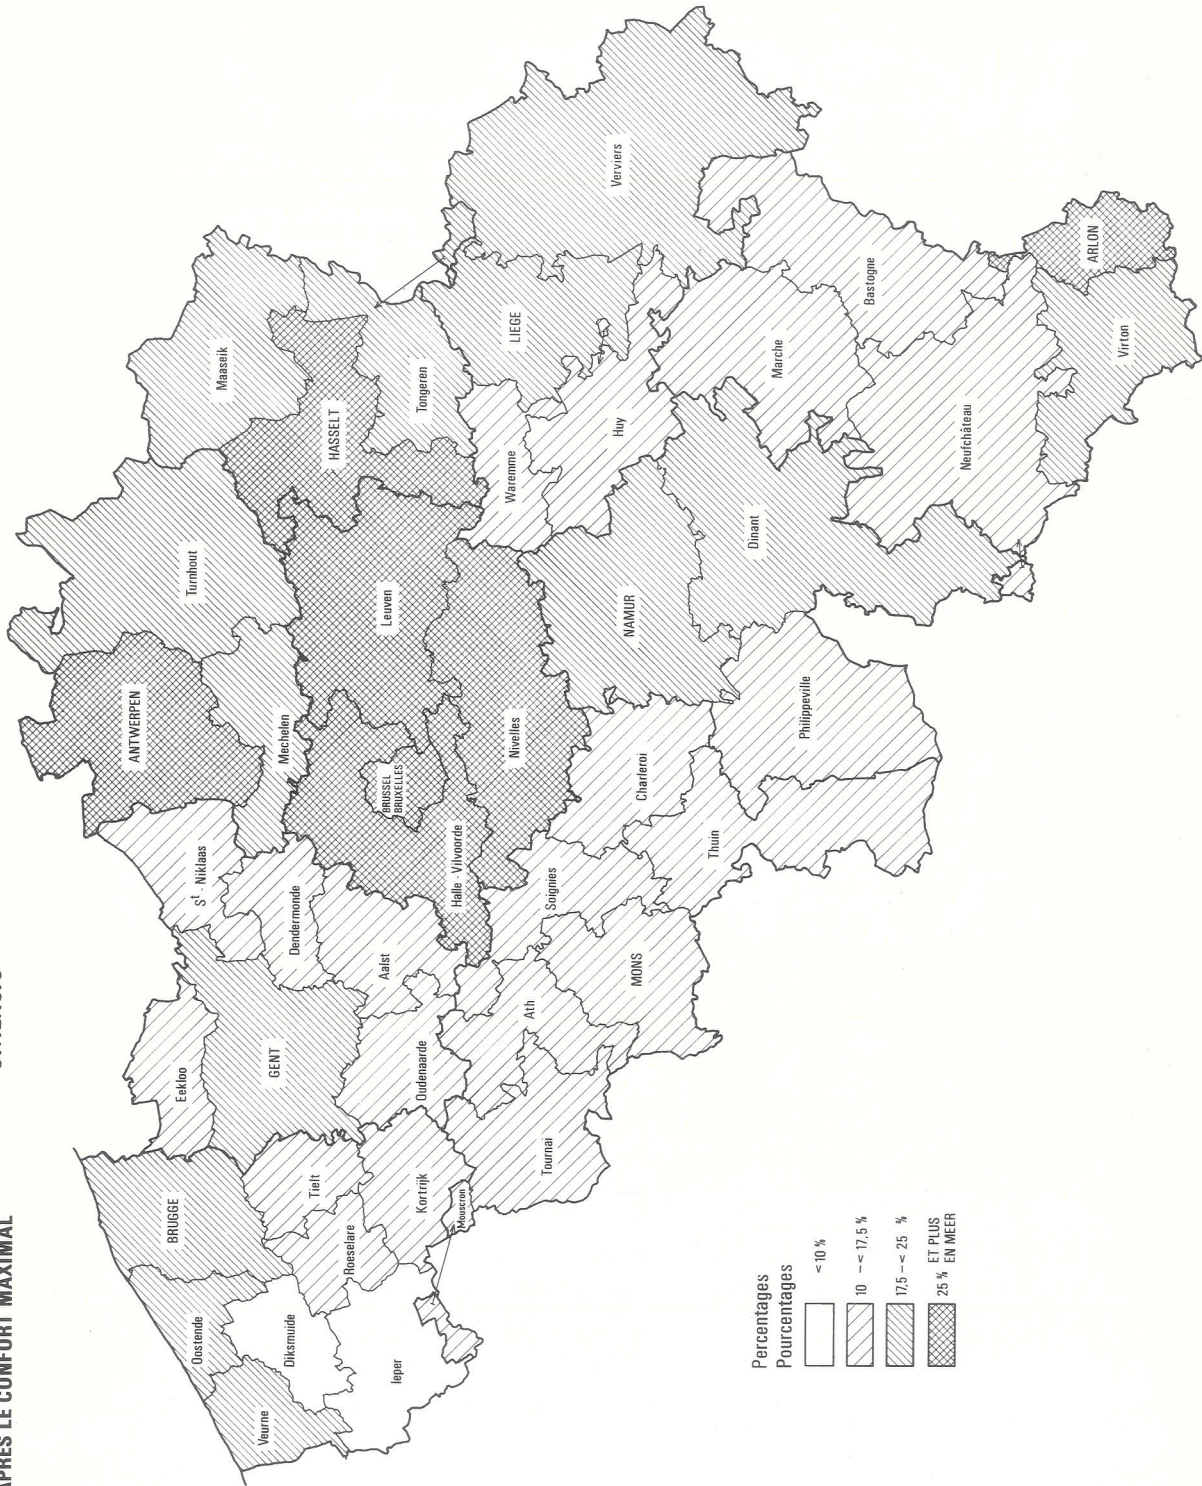 APRES LE CONFORT MAXIMAL
Maaseik
HASSELT
Tongeren
Verviers
LIEGE
Waremme
Huy
Marche
Bastogne
ARLON
Virton
Neufchâteau
Turnhout
Leuven
Dinant
NAMUR
ANTWERPEN
Mechelen
BRUSSEL
BRUXELLES
Nivelles
Halle - Vilvoorde
Charleroi
Philippeville
Thuin
St - Niklaas
Dendermonde
Aalst
Soignies
MONS
Ath
Eekloo
GENT
Oudenaarde
Tournai
BRUGGE
Tielt
Kortrijk
Roeselare
Mouscron
Oostende
Diksmuide
Ieper
Veurne
Percentages
Pourcentages
< 10 %
10 – < 17,5 %
17,5 – < 25 %
25 % ET PLUS
EN MEER